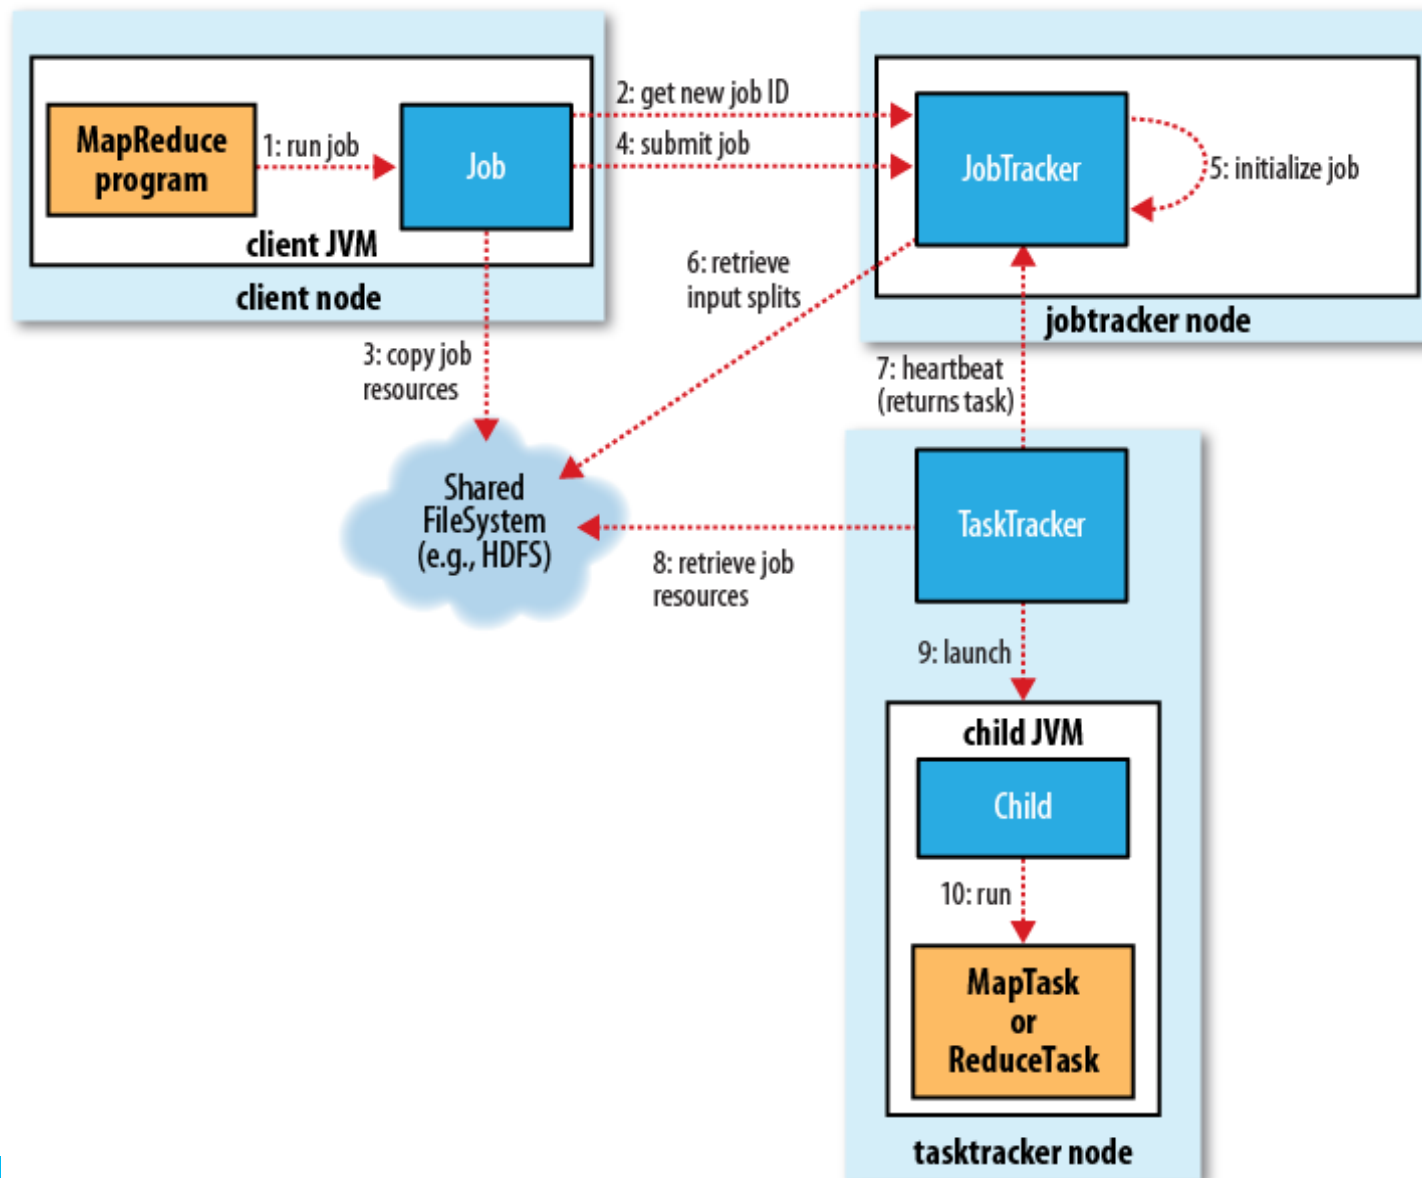 MapReduce
program
1: run job
Job
client JVM
client node
2: get new job ID
4: submit job
JobTracker
5: initialize job
jobtracker node
3: copy job
resources
6: retrieve
input splits
7: heartbeat
(returns task)
Shared
FileSystem
(e.g., HDFS)
8: retrieve job
resources
TaskTracker
9: launch
child JVM
Child
10: run
MapTask
or
ReduceTask
tasktracker node